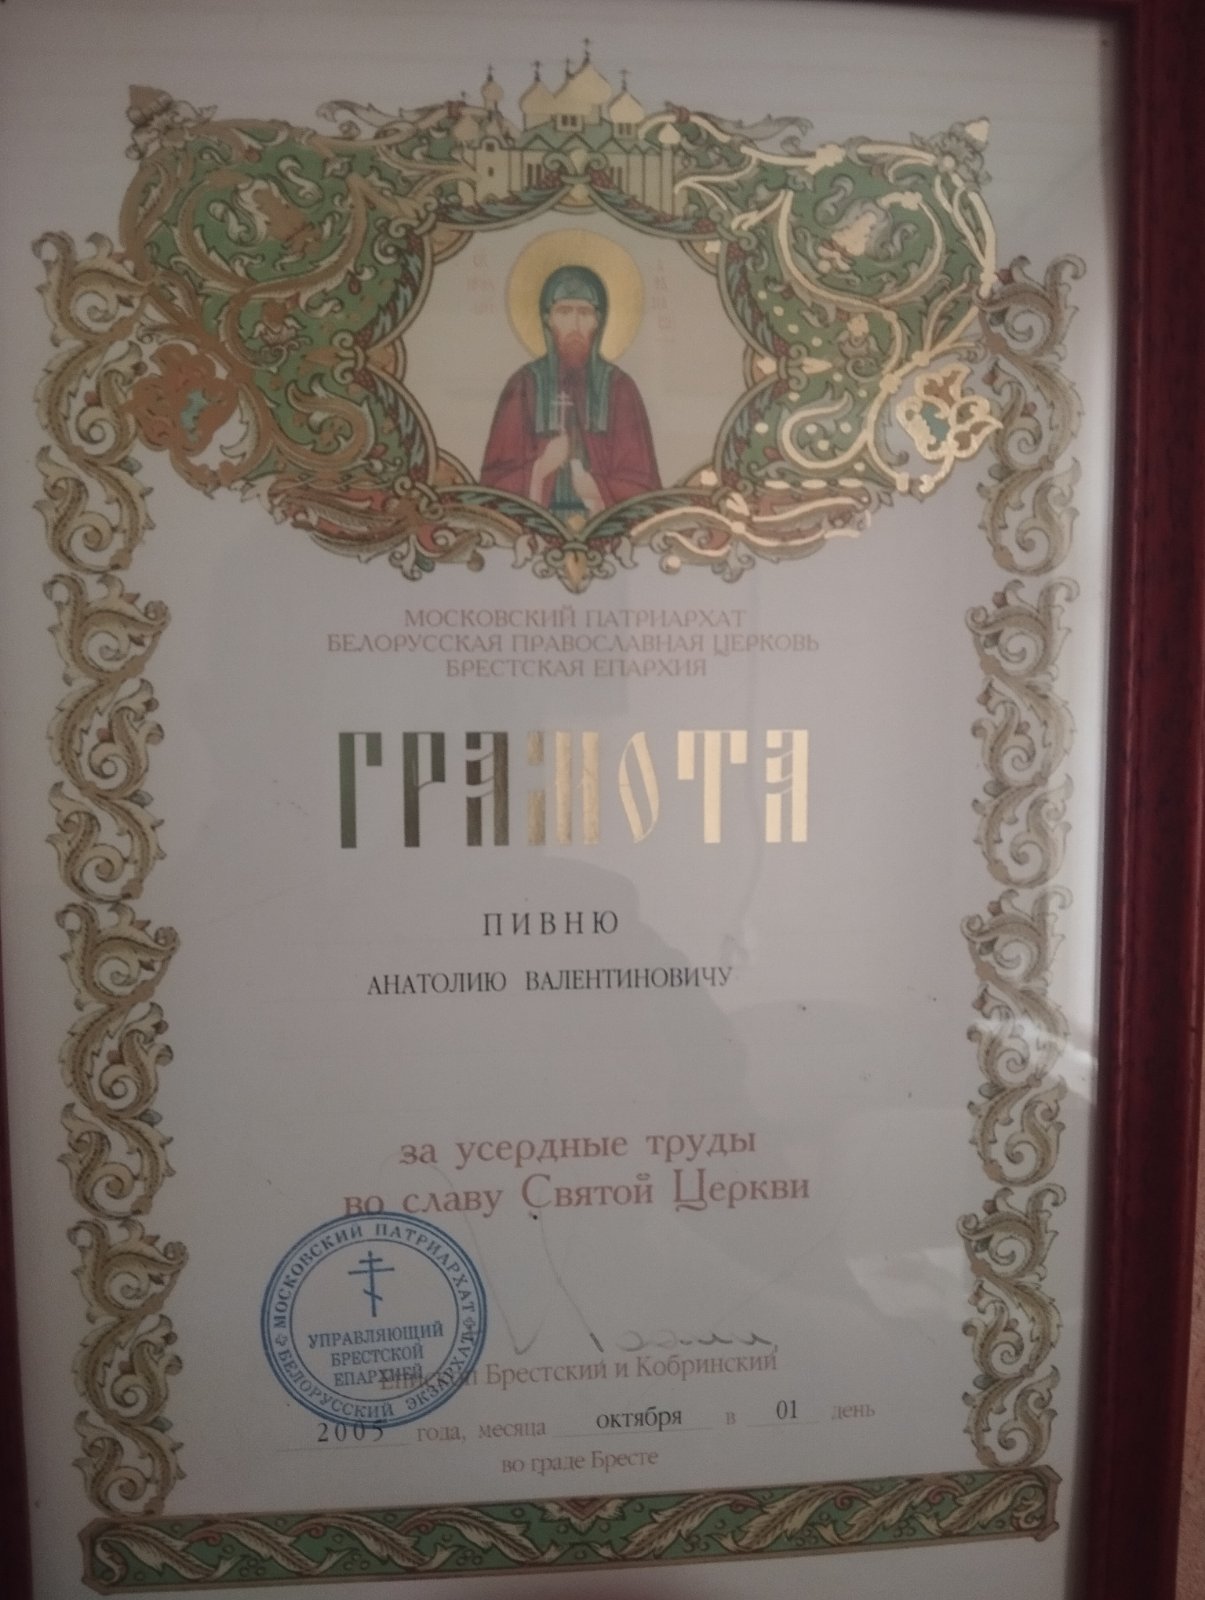 МОСКОВСКИЙ ПАТРИАРХАТ
БЕЛОРУССКАЯ ПРАВОСЛАВНАЯ ЦЕРКОВЬ
БРЕСТСКАЯ ЕПАРХИЯ
ГРАМОТА
ПИВНЮ
АНАТОЛИЮ ВАЛЕНТИНОВИЧУ
за усердные труды
во славу Святой Церкви
МОСКОВСКИЙ ПАТРИАРХАТ
БЕЛОРУССКИЙ ЭКЗАРХАТ
УПРАВЛЯЮЩИЙ
БРЕСТСКОЙ
ЕПАРХИЕЙ
Епископ Брестский и Кобринский
2005 года, месяца октября в 01 день
во граде Бресте